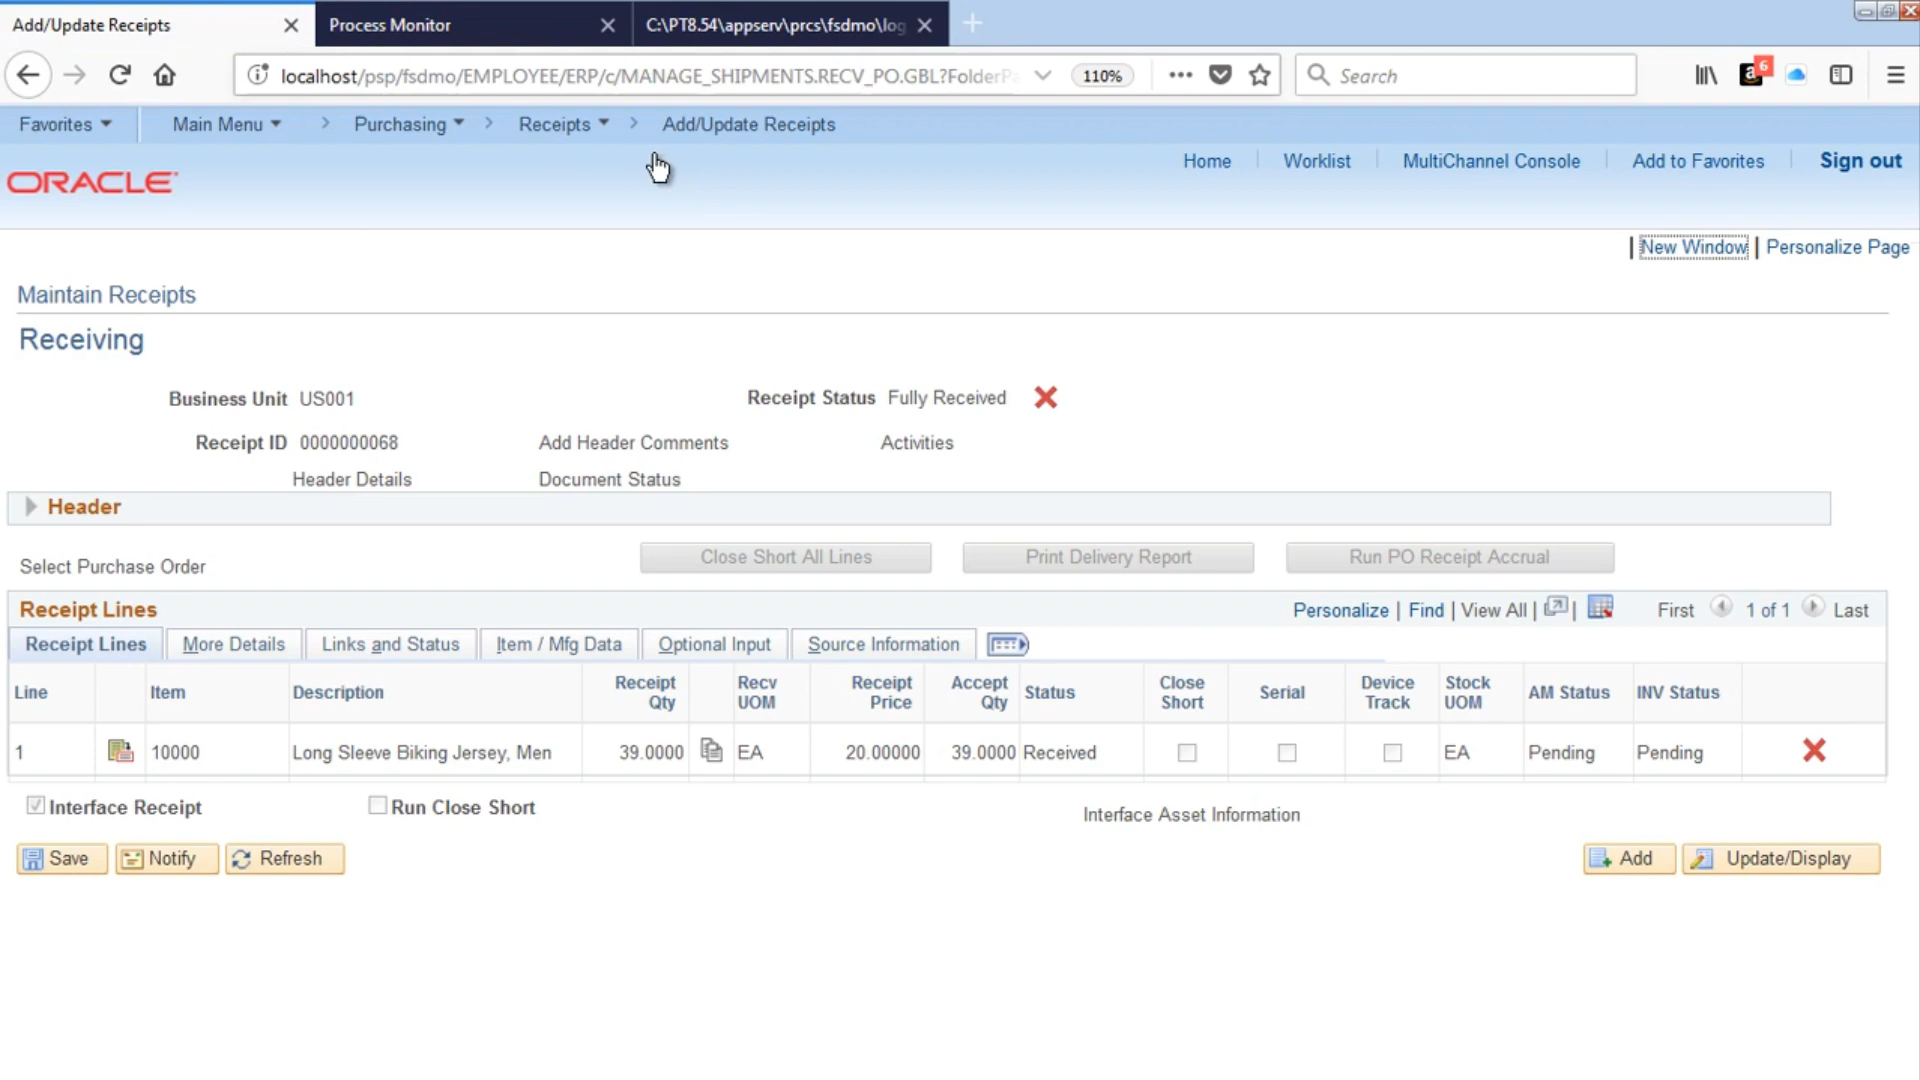 Add/Update Receipts
Process Monitor
C:\PT8.54\appserv\prcs\fsdmo\log
localhost/psp/fsdmo/EMPLOYEE/ERP/c/MANAGE_SHIPMENTS.RECV_PO.GBL?FolderPa
110%
Search
6
Favorites
Main Menu
Purchasing
Receipts
Add/Update Receipts
ORACLE
Home
Worklist
MultiChannel Console
Add to Favorites
Sign out
New Window
Personalize Page
Maintain Receipts
Receiving
Business Unit US001
Receipt Status Fully Received
Receipt ID 0000000068
Add Header Comments
Activities
Header Details
Document Status
Header
Select Purchase Order
Close Short All Lines
Print Delivery Report
Run PO Receipt Accrual
Receipt Lines
Personalize | Find | View All |
First 1 of 1 Last
Receipt Lines
More Details
Links and Status
Item / Mfg Data
Optional Input
Source Information
Line
Item
Description
Receipt Qty
Recv UOM
Receipt Price
Accept Qty
Status
Close Short
Serial
Device Track
Stock UOM
AM Status
INV Status
1
10000
Long Sleeve Biking Jersey, Men
39.0000
EA
20.00000
39.0000
Received
EA
Pending
Pending
Interface Receipt
Run Close Short
Interface Asset Information
Save
Notify
Refresh
Add
Update/Display